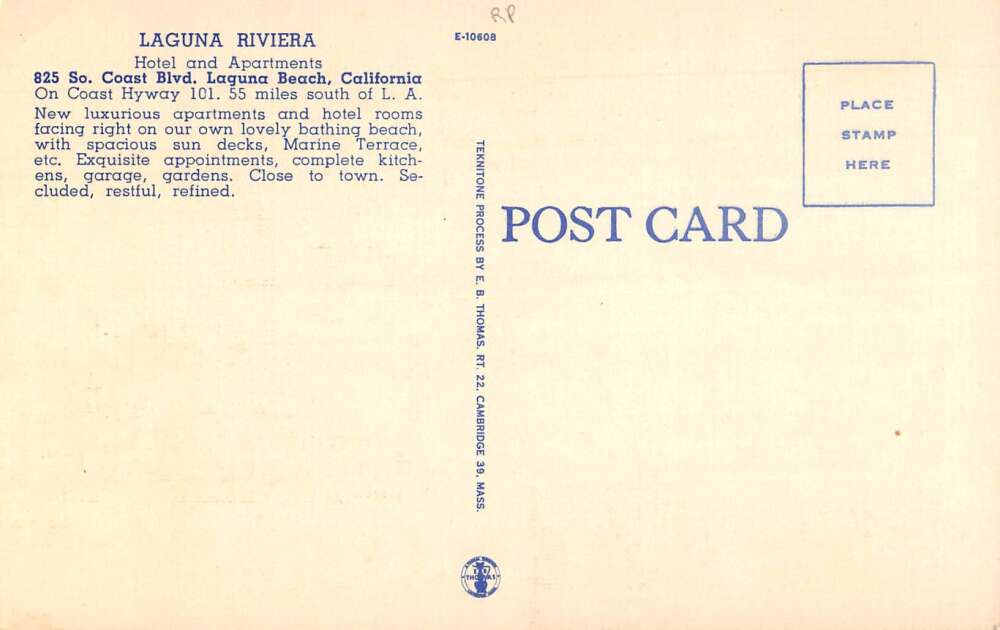 RP
LAGUNA RIVIERA
Hotel and Apartments
825 So. Coast Blvd. Laguna Beach, California
On Coast Hyway 101. 55 miles south of L. A.
New luxurious apartments and hotel rooms
facing right on our own lovely bathing beach,
with spacious sun decks, Marine Terrace,
etc. Exquisite appointments, complete kitch-
ens, garage, gardens. Close to town. Se-
cluded, restful, refined.
E-10608
TEKNITONE PROCESS BY E. B. THOMAS, RT. 22, CAMBRIDGE 39, MASS.
THOMAS
POST CARD
PLACE
STAMP
HERE